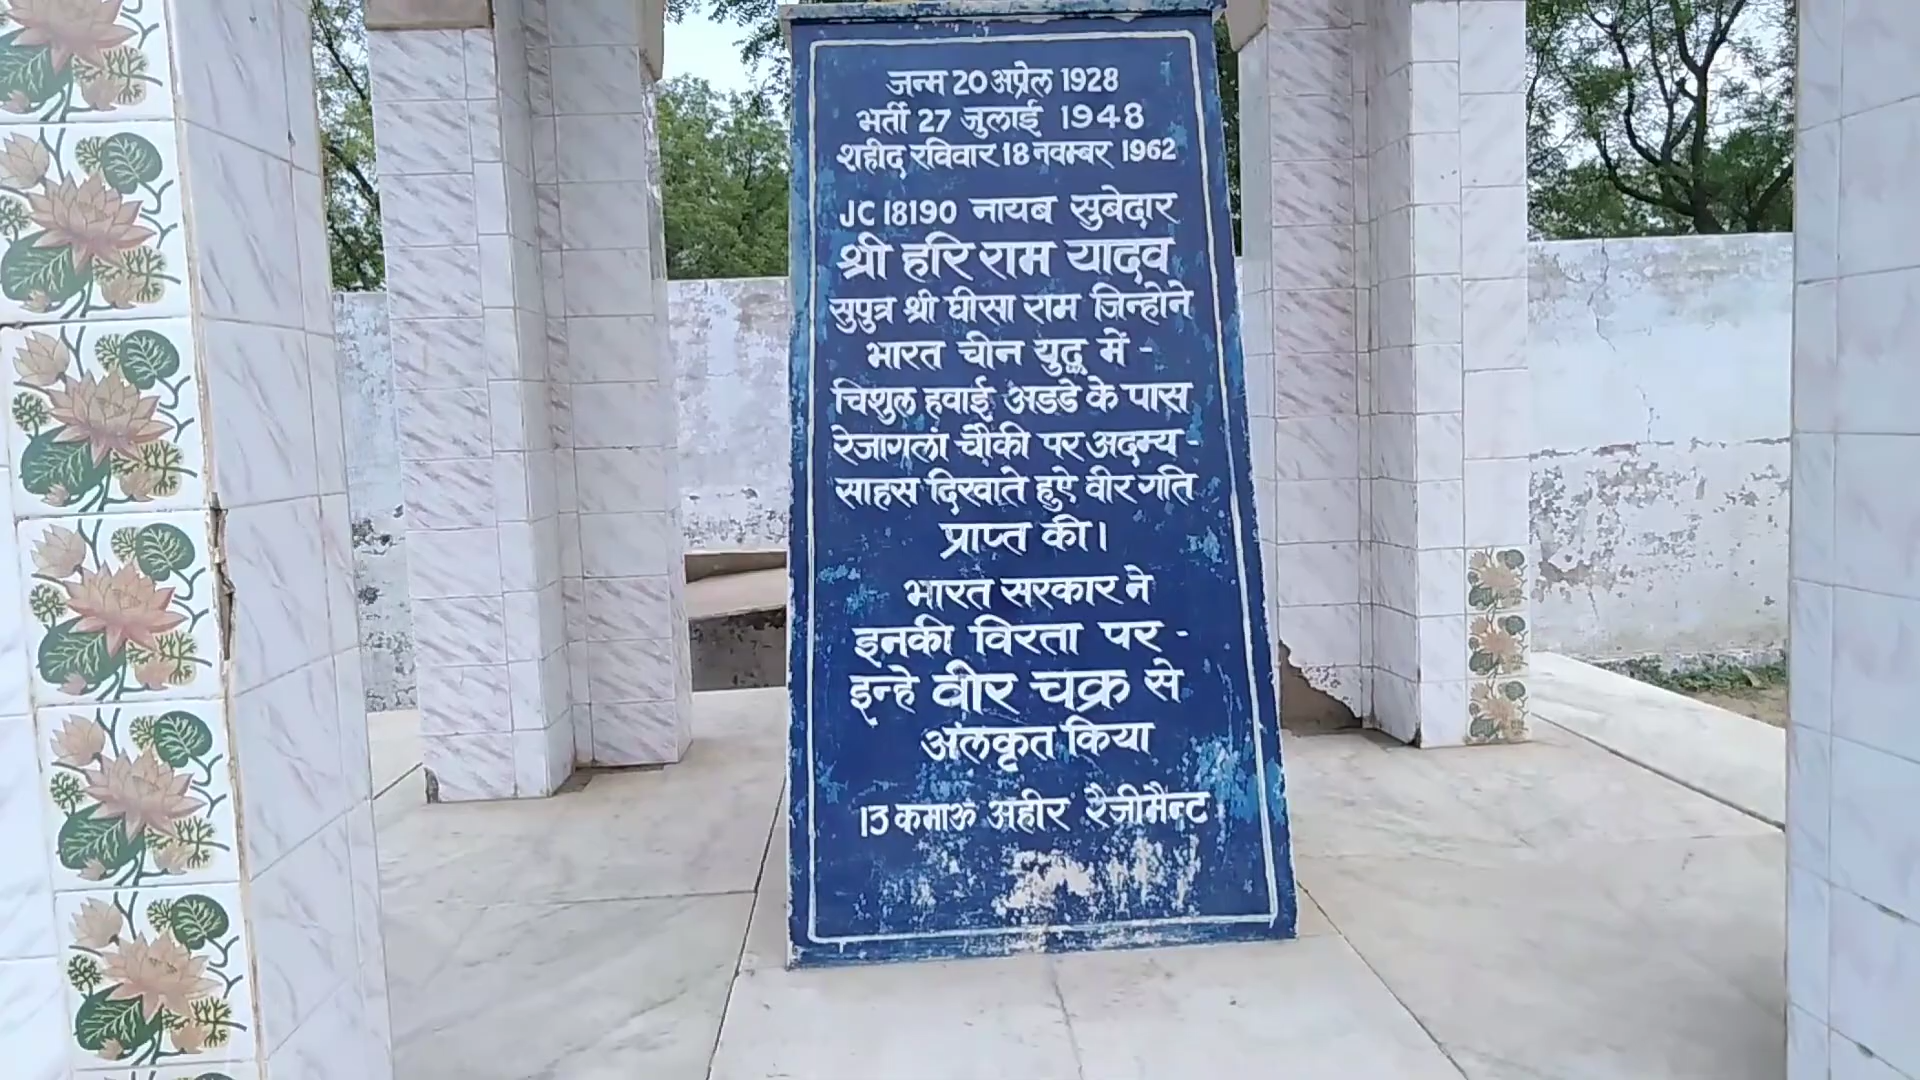 जन्म 20 अप्रेल 1928
भर्ती 27 जुलाई 1948
शहीद रविवार 18 नवम्बर 1962
JC 18190 नायब सुबेदार
श्री हरि राम यादव
सुपुत्र श्री घीसा राम जिन्होने
भारत चीन युद्ध में -
चिशुल हवाई अडडे के पास
रेजागला चौकी पर अदम्य -
साहस दिखाते हुऐ वीर गति
प्राप्त की।
भारत सरकार ने
इनकी विरता पर -
इन्हे वीर चक्र से
अंलकृत किया
13 कमाऊ अहीर रैजीमैन्ट